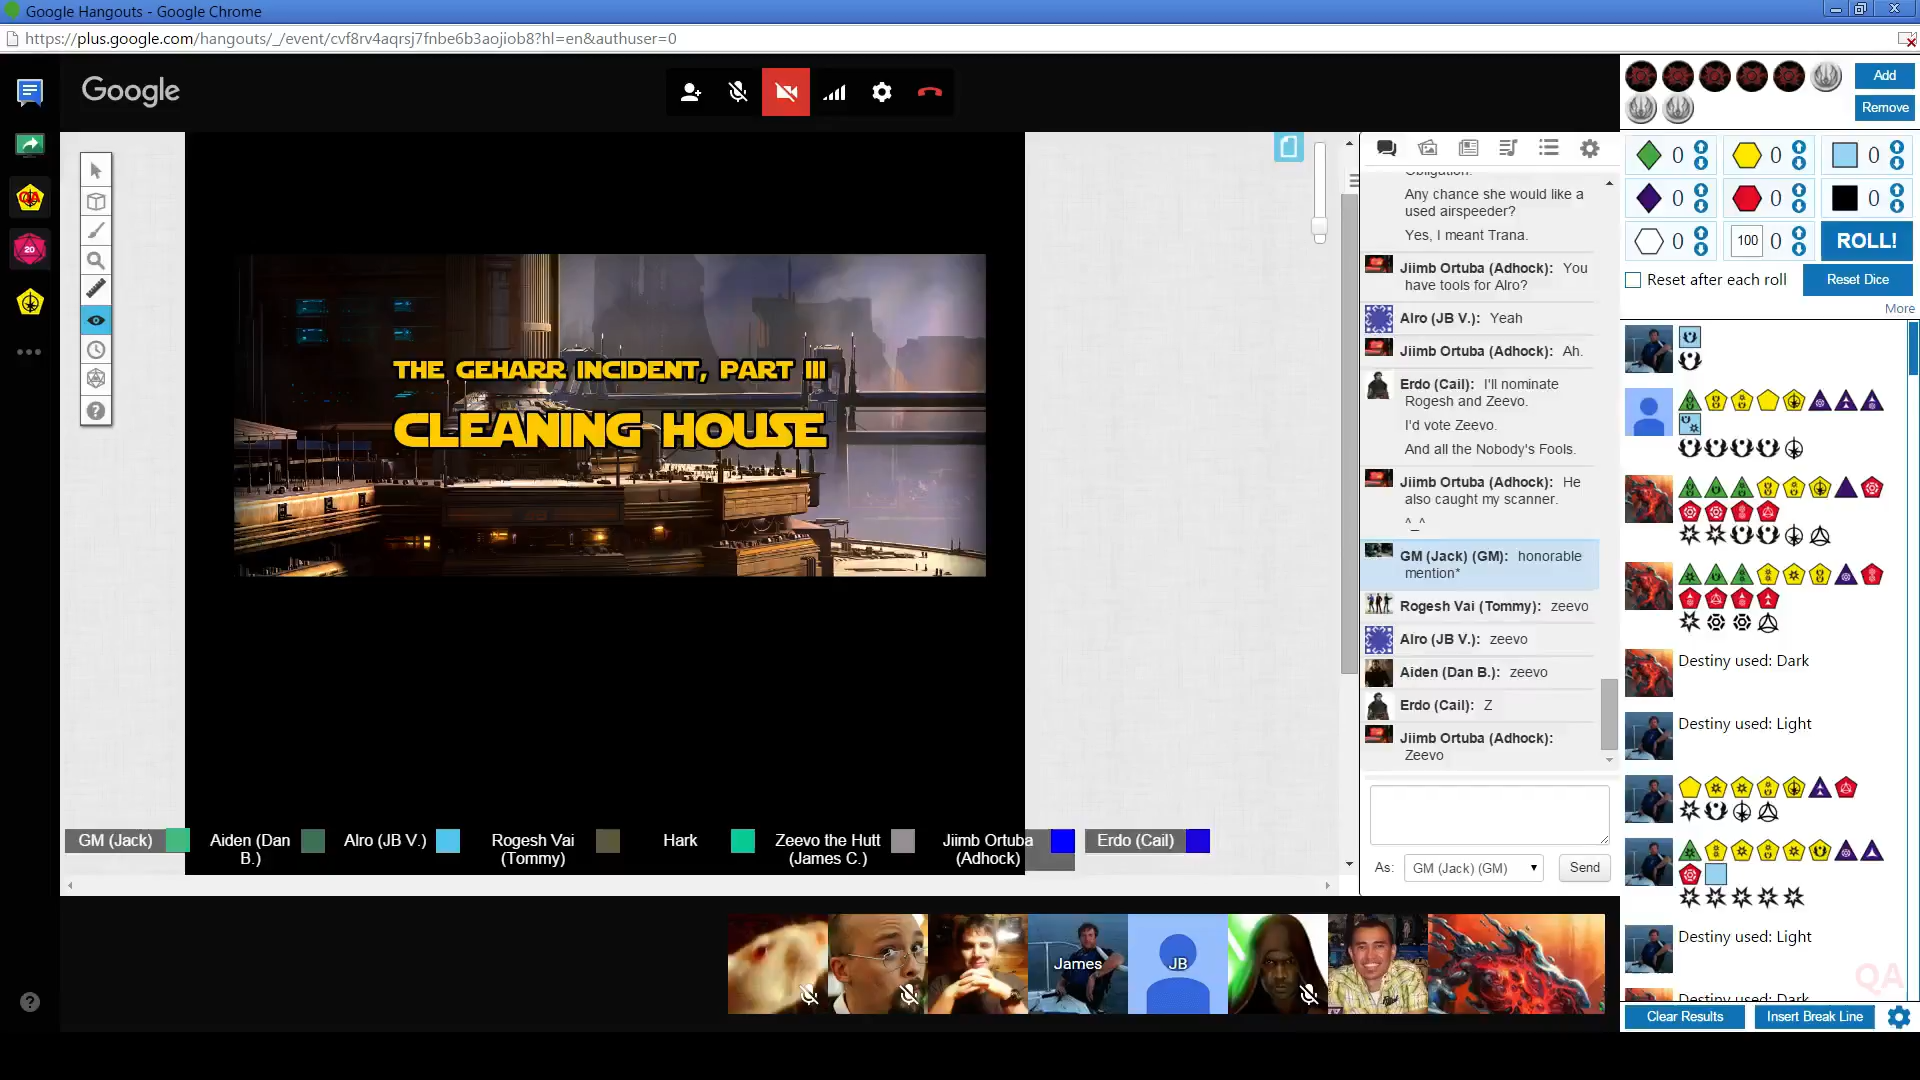 Google Hangouts - Google Chrome
https://plus.google.com/hangouts/_/event/cvf8rv4aqrsj7fnbe6b3aojiob8?hl=en&authuser=0
Google
THE GEHARR INCIDENT, PART III
CLEANING HOUSE
QA
20
GM (Jack)
Aiden (Dan
B.)
Alro (JB V.)
Rogesh Vai
(Tommy)
Hark
Zeevo the Hutt
(James C.)
Jiimb Ortuba
(Adhock)
Erdo (Cail)
James
JB
Obligation.
Any chance she would like a
used airspeeder?
Yes, I meant Trana.
Jiimb Ortuba (Adhock): You
have tools for Alro?
Alro (JB V.): Yeah
Jiimb Ortuba (Adhock): Ah.
Erdo (Cail): I'll nominate
Rogesh and Zeevo.
I'd vote Zeevo.
And all the Nobody's Fools.
Jiimb Ortuba (Adhock): He
also caught my scanner.
^_^
GM (Jack) (GM): honorable
mention*
Rogesh Vai (Tommy): zeevo
Alro (JB V.): zeevo
Aiden (Dan B.): zeevo
Erdo (Cail): Z
Jiimb Ortuba (Adhock):
Zeevo
As: GM (Jack) (GM) Send
Add
Remove
0 0 0
0 0 0
0 100 0 ROLL!
Reset after each roll Reset Dice
More
Destiny used: Dark
Destiny used: Light
Destiny used: Light
Destiny used: Dark
QA
Clear Results Insert Break Line